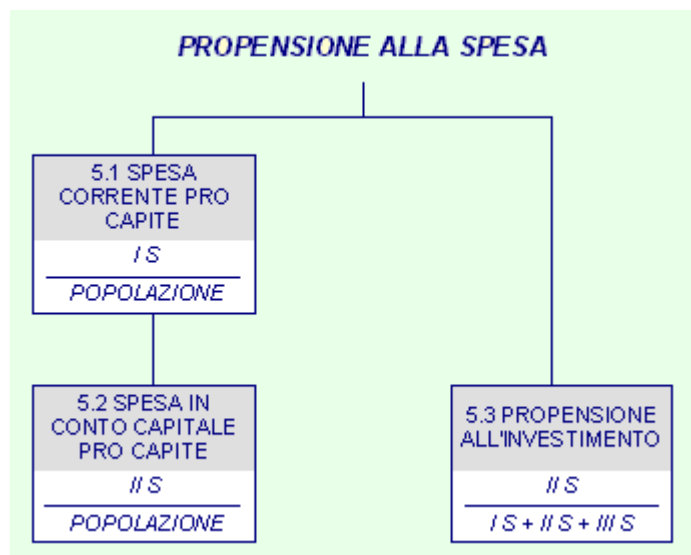 PROPENSIONE ALLA SPESA
5.1 SPESA
CORRENTE PRO
CAPITE
I S
POPOLAZIONE
5.2 SPESA IN
CONTO CAPITALE
PRO CAPITE
II S
POPOLAZIONE
5.3 PROPENSIONE
ALL'INVESTIMENTO
II S
I S + II S + III S